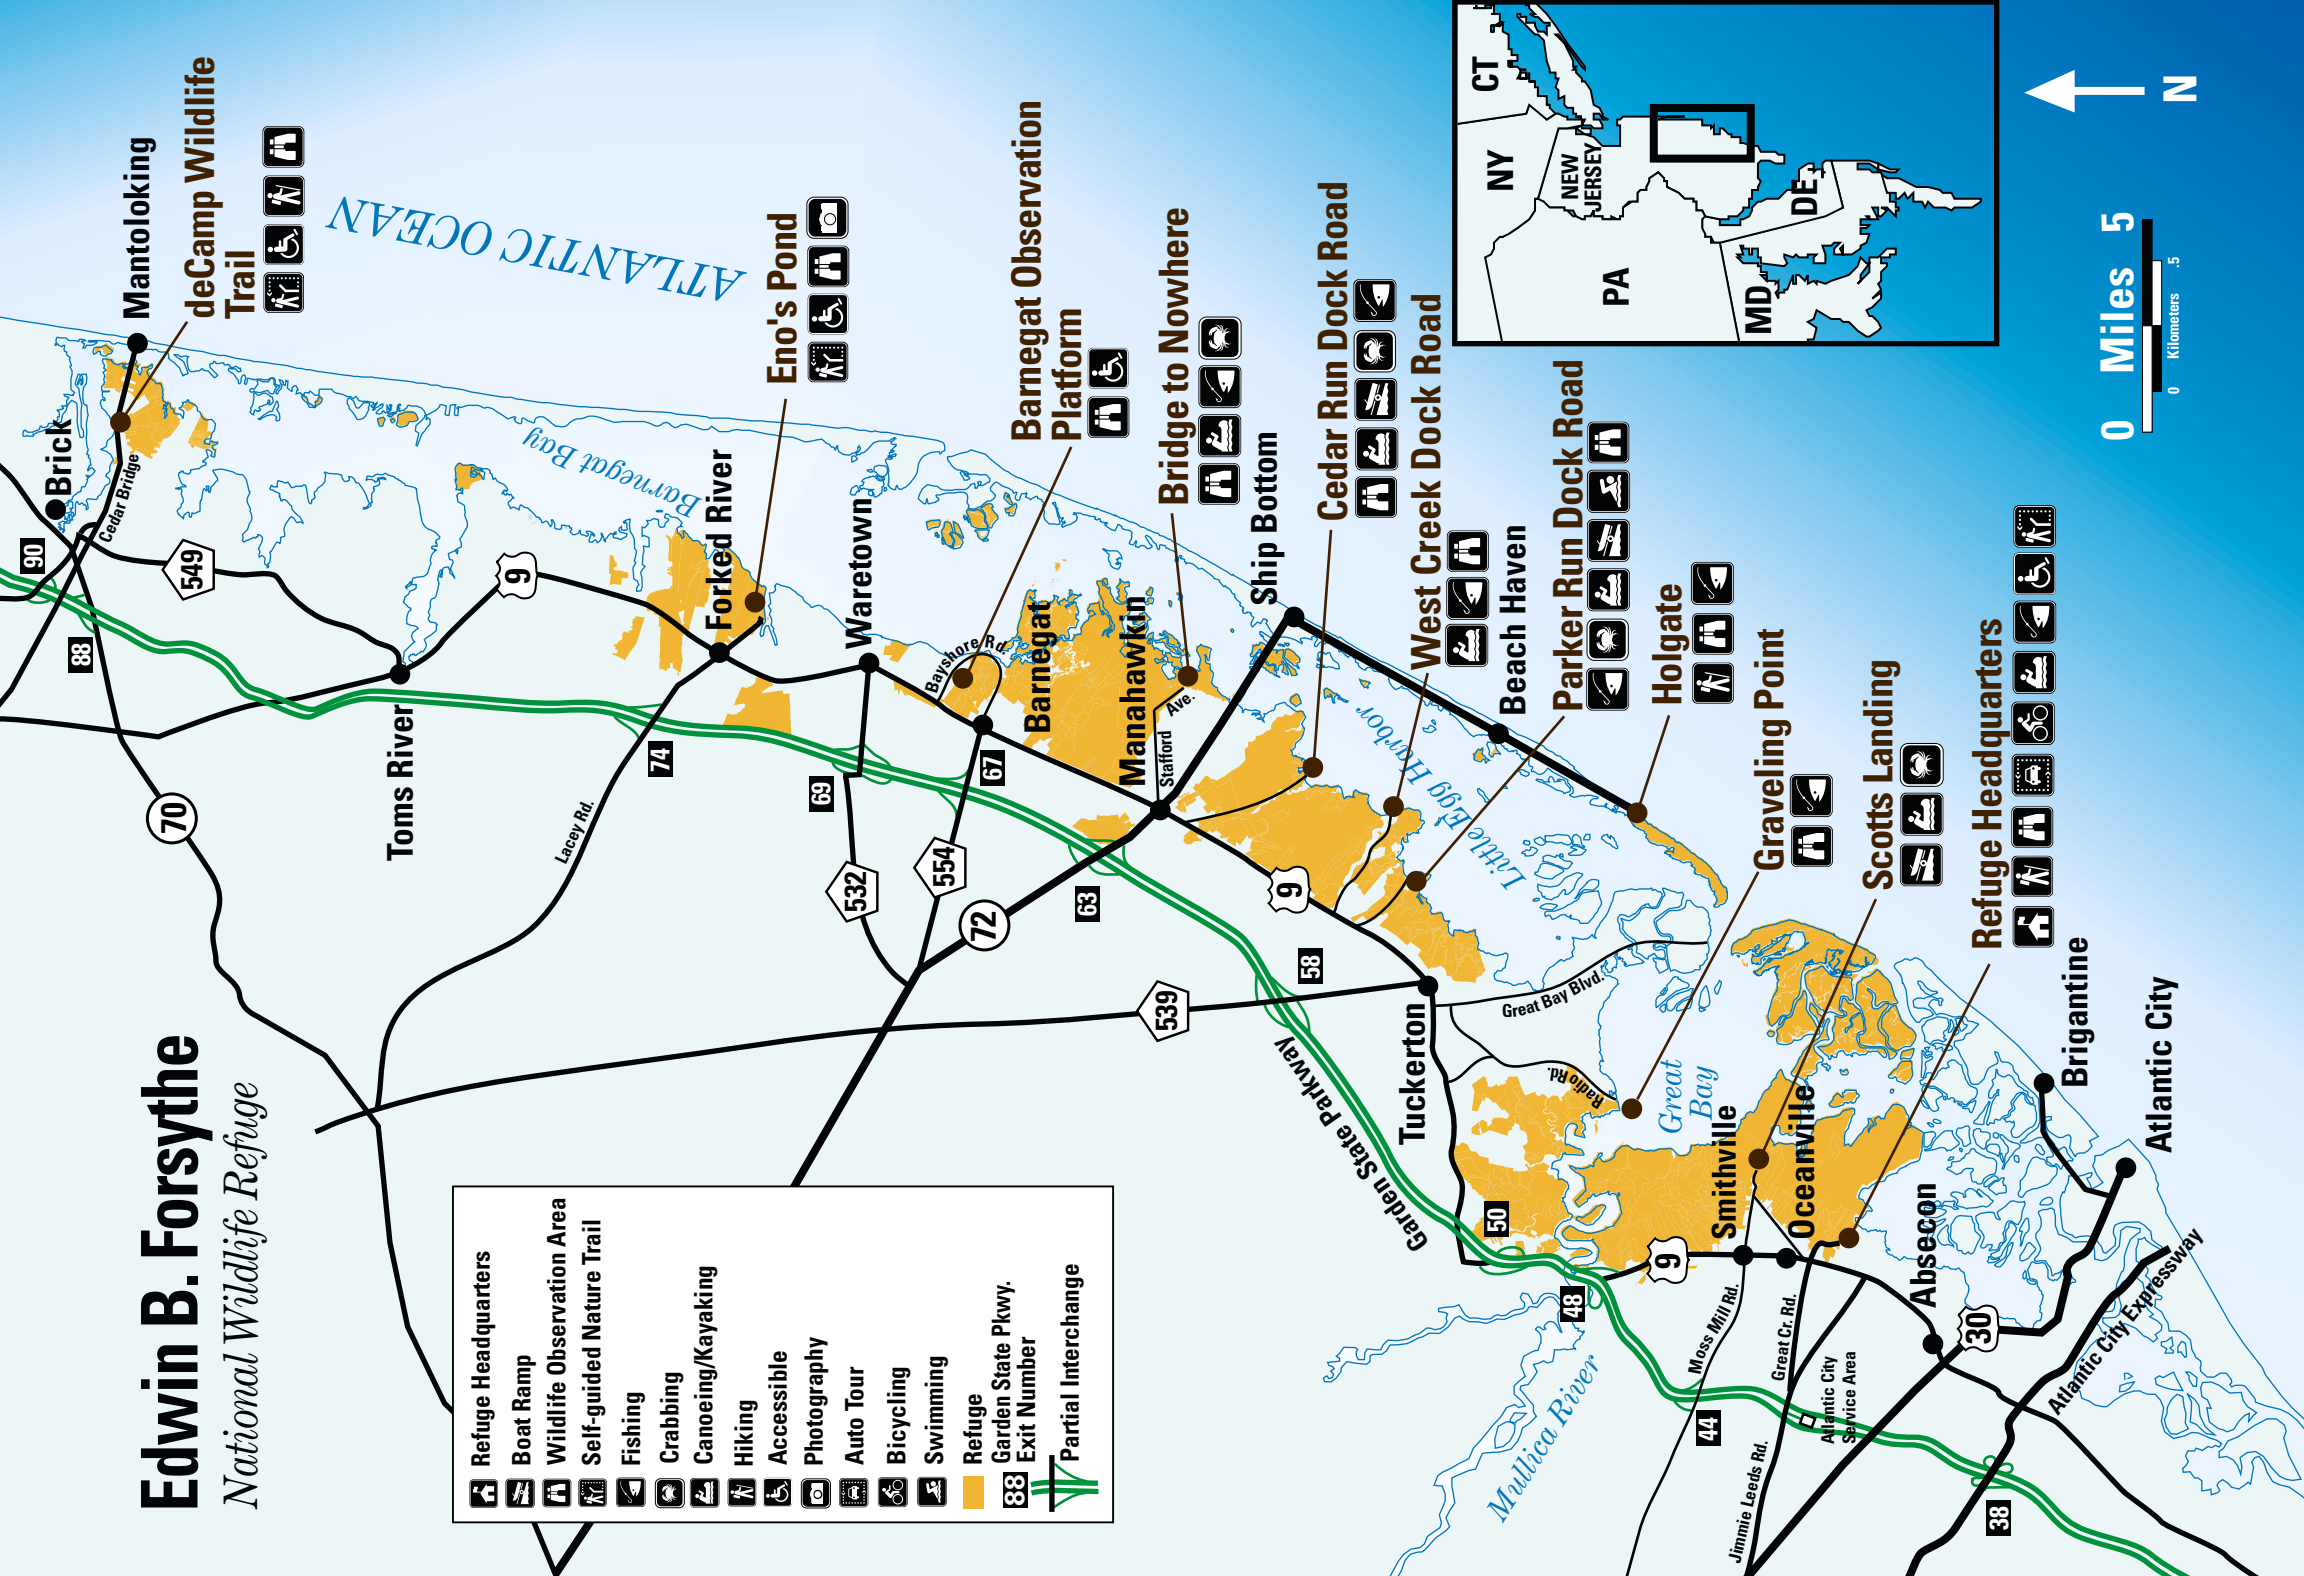 Edwin B. Forsythe
National Wildlife Refuge
Refuge Headquarters
Boat Ramp
Wildlife Observation Area
Self-guided Nature Trail
Fishing
Crabbing
Canoeing/Kayaking
Hiking
Accessible
Photography
Auto Tour
Bicycling
Swimming
Refuge
88
Garden State Pkwy.
Exit Number
Partial Interchange
90
Brick
Mantoloking
deCamp Wildlife
Trail
Cedar Bridge
88
549
70
ATLANTIC OCEAN
Barnegat Bay
Toms River
9
Lacey Rd.
74
Forked River
Eno's Pond
Waretown
69
532
554
67
Bayshore Rd.
Barnegat
Barnegat Observation
Platform
72
63
Manahawkin
Stafford
Ave.
Bridge to Nowhere
Ship Bottom
Cedar Run Dock Road
West Creek Dock Road
Beach Haven
Parker Run Dock Road
Holgate
Little Egg Harbor
9
58
539
Garden State Parkway
Tuckerton
Great Bay Blvd.
Radio Rd.
Graveling Point
Great
Bay
Scotts Landing
Refuge Headquarters
50
48
9
Smithville
Oceanville
Mullica River
Moss Mill Rd.
Great Cr. Rd.
44
Jimmie Leeds Rd.
Atlantic City
Service Area
Absecon
30
Atlantic City Expressway
38
Brigantine
Atlantic City
CT
NY
NEW
JERSEY
PA
MD
DE
0 Miles 5
0 Kilometers .5
N